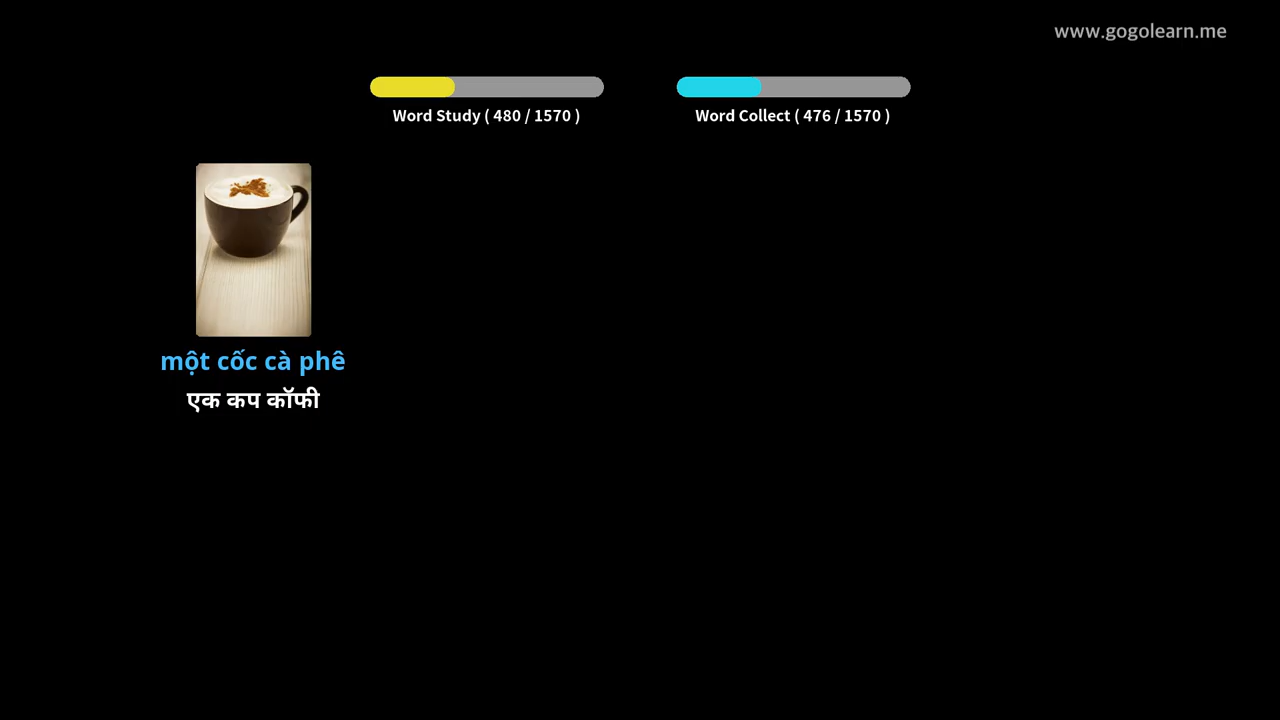 www.gogolearn.me
Word Study ( 480 / 1570 )
Word Collect ( 476 / 1570 )
một cốc cà phê
एक कप कॉफी